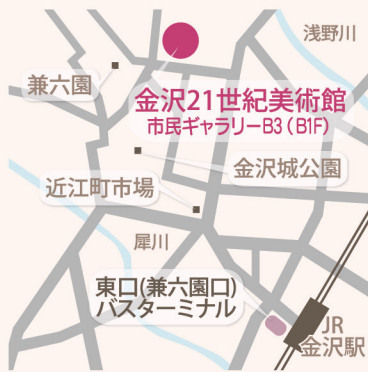 浅野川
兼六園
金沢21世紀美術館
市民ギャラリーB3(B1F)
金沢城公園
近江町市場
犀川
東口(兼六園口)
バスターミナル
JR
金沢駅